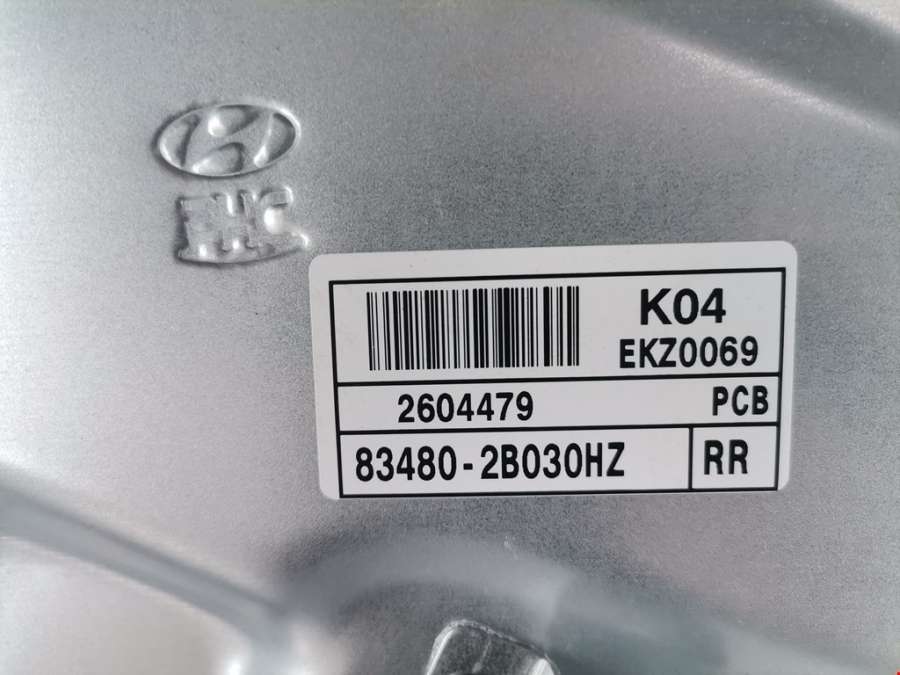 K04
EKZ0069
2604479 PCB
83480-2B030HZ RR